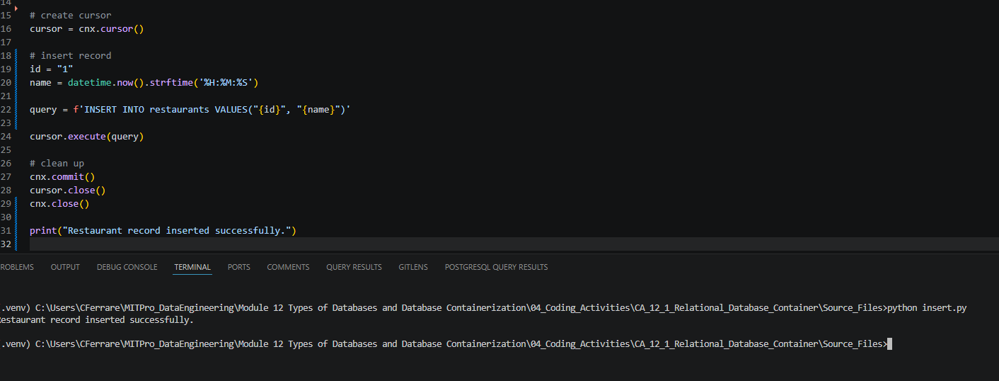 14
15 # create cursor
16 cursor = cnx.cursor()
17
18 # insert record
19 id = "1"
20 name = datetime.now().strftime('%H:%M:%S')
21
22 query = f'INSERT INTO restaurants VALUES("{id}", "{name}")'
23
24 cursor.execute(query)
25
26 # clean up
27 cnx.commit()
28 cursor.close()
29 cnx.close()
30
31 print("Restaurant record inserted successfully.")
32
ROBLEMS OUTPUT DEBUG CONSOLE TERMINAL PORTS COMMENTS QUERY RESULTS GITLENS POSTGRESQL QUERY RESULTS
.venv) C:\Users\CFerrare\MITPro_DataEngineering\Module 12 Types of Databases and Database Containerization\04_Coding_Activities\CA_12_1_Relational_Database_Container\Source_Files>python insert.py
estaurant record inserted successfully.
.venv) C:\Users\CFerrare\MITPro_DataEngineering\Module 12 Types of Databases and Database Containerization\04_Coding_Activities\CA_12_1_Relational_Database_Container\Source_Files>